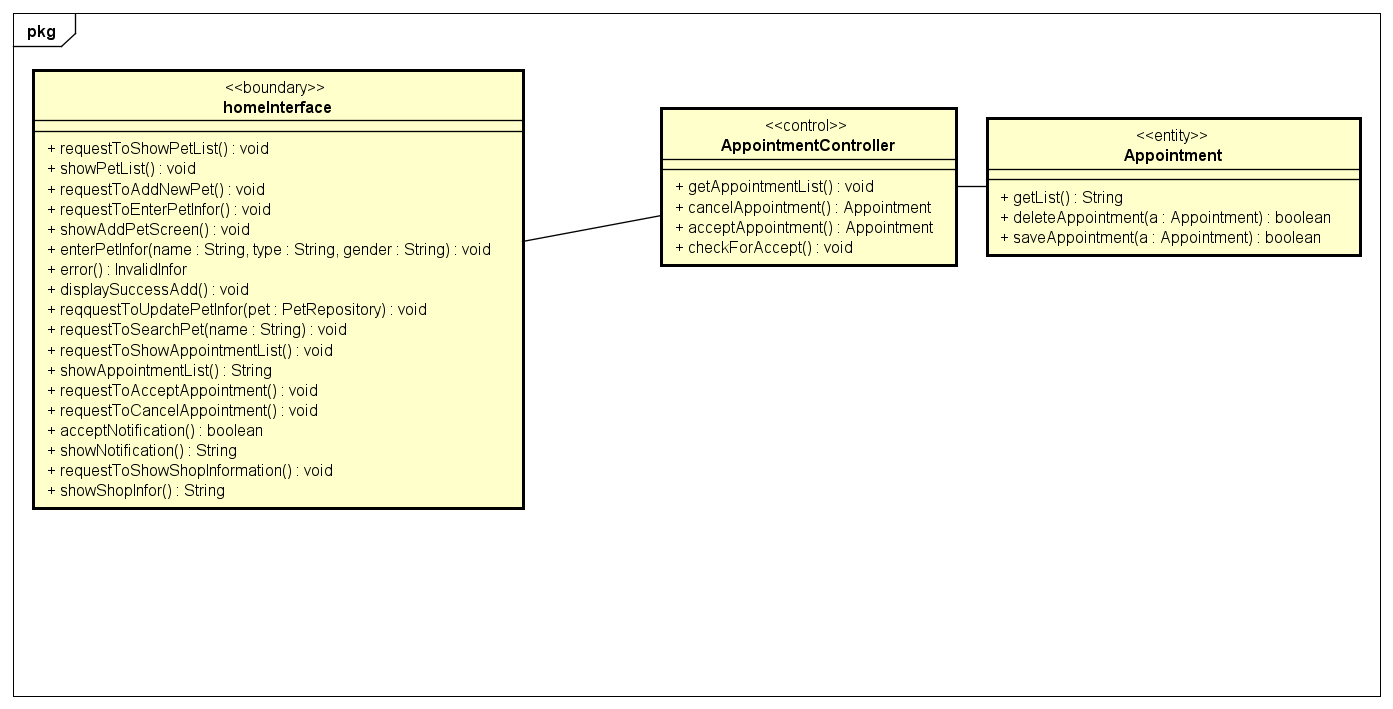 pkg
<<boundary>>
homeInterface
+ requestToShowPetList() : void
+ showPetList() : void
+ requestToAddNewPet() : void
+ requestToEnterPetInfor() : void
+ showAddPetScreen() : void
+ enterPetInfor(name : String, type : String, gender : String) : void
+ error() : InvalidInfor
+ displaySuccessAdd() : void
+ reqquestToUpdatePetInfor(pet : PetRepository) : void
+ requestToSearchPet(name : String) : void
+ requestToShowAppointmentList() : void
+ showAppointmentList() : String
+ requestToAcceptAppointment() : void
+ requestToCancelAppointment() : void
+ acceptNotification() : boolean
+ showNotification() : String
+ requestToShowShopInformation() : void
+ showShopInfor() : String
<<control>>
AppointmentController
+ getAppointmentList() : void
+ cancelAppointment() : Appointment
+ acceptAppointment() : Appointment
+ checkForAccept() : void
<<entity>>
Appointment
+ getList() : String
+ deleteAppointment(a : Appointment) : boolean
+ saveAppointment(a : Appointment) : boolean